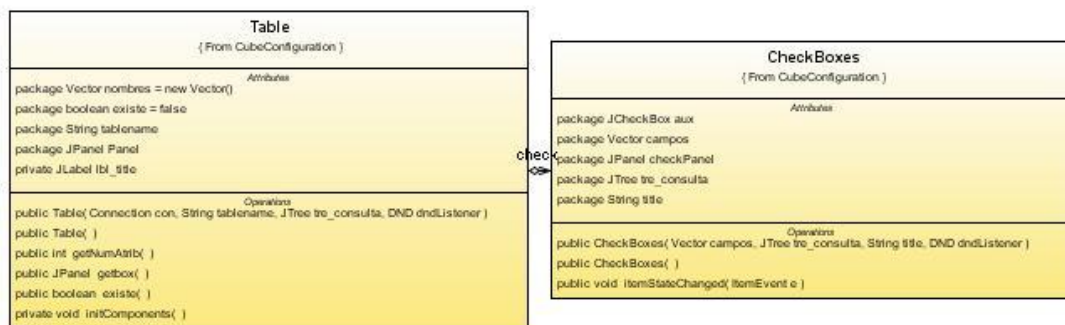 Table
{ From CubeConfiguration }
Attributes
package Vector nombres = new Vector()
package boolean existe = false
package String tablename
package JPanel Panel
private JLabel lbl_title
Operations
public Table( Connection con, String tablename, JTree tre_consulta, DND dndListener )
public Table( )
public int getNumAtrib( )
public JPanel getbox( )
public boolean existe( )
private void initComponents( )
check
CheckBoxes
{ From CubeConfiguration }
Attributes
package JCheckBox aux
package Vector campos
package JPanel checkPanel
package JTree tre_consulta
package String title
Operations
public CheckBoxes( Vector campos, JTree tre_consulta, String title, DND dndListener )
public CheckBoxes( )
public void itemStateChanged( ItemEvent e )